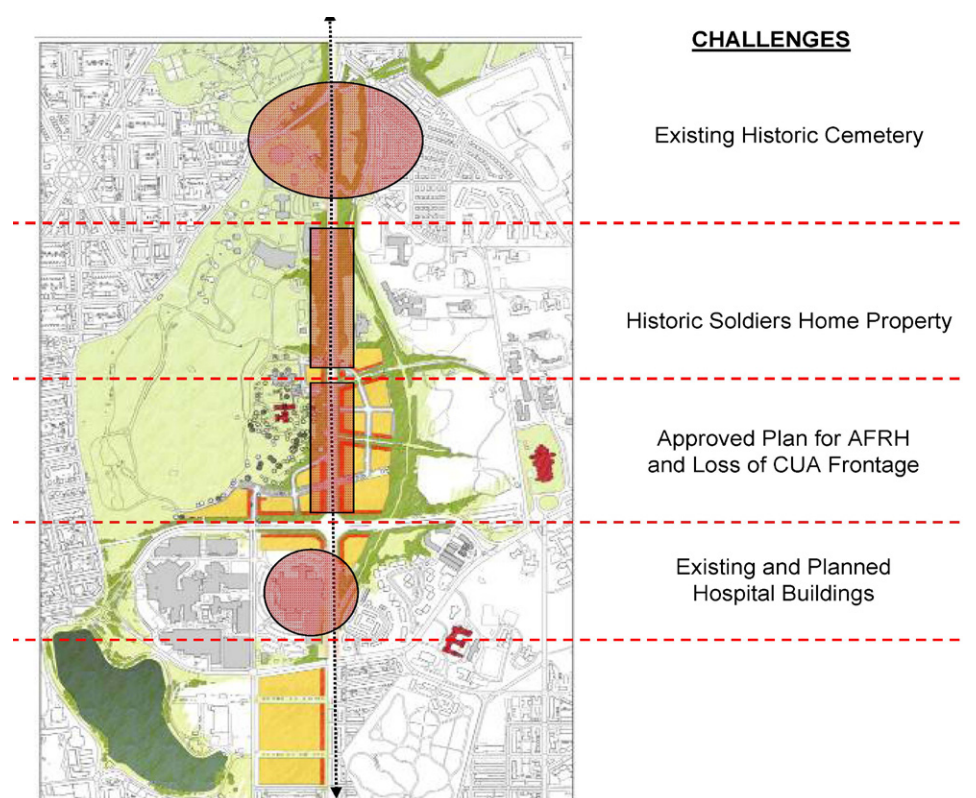 CHALLENGES
Existing Historic Cemetery
Historic Soldiers Home Property
Approved Plan for AFRH
and Loss of CUA Frontage
Existing and Planned
Hospital Buildings